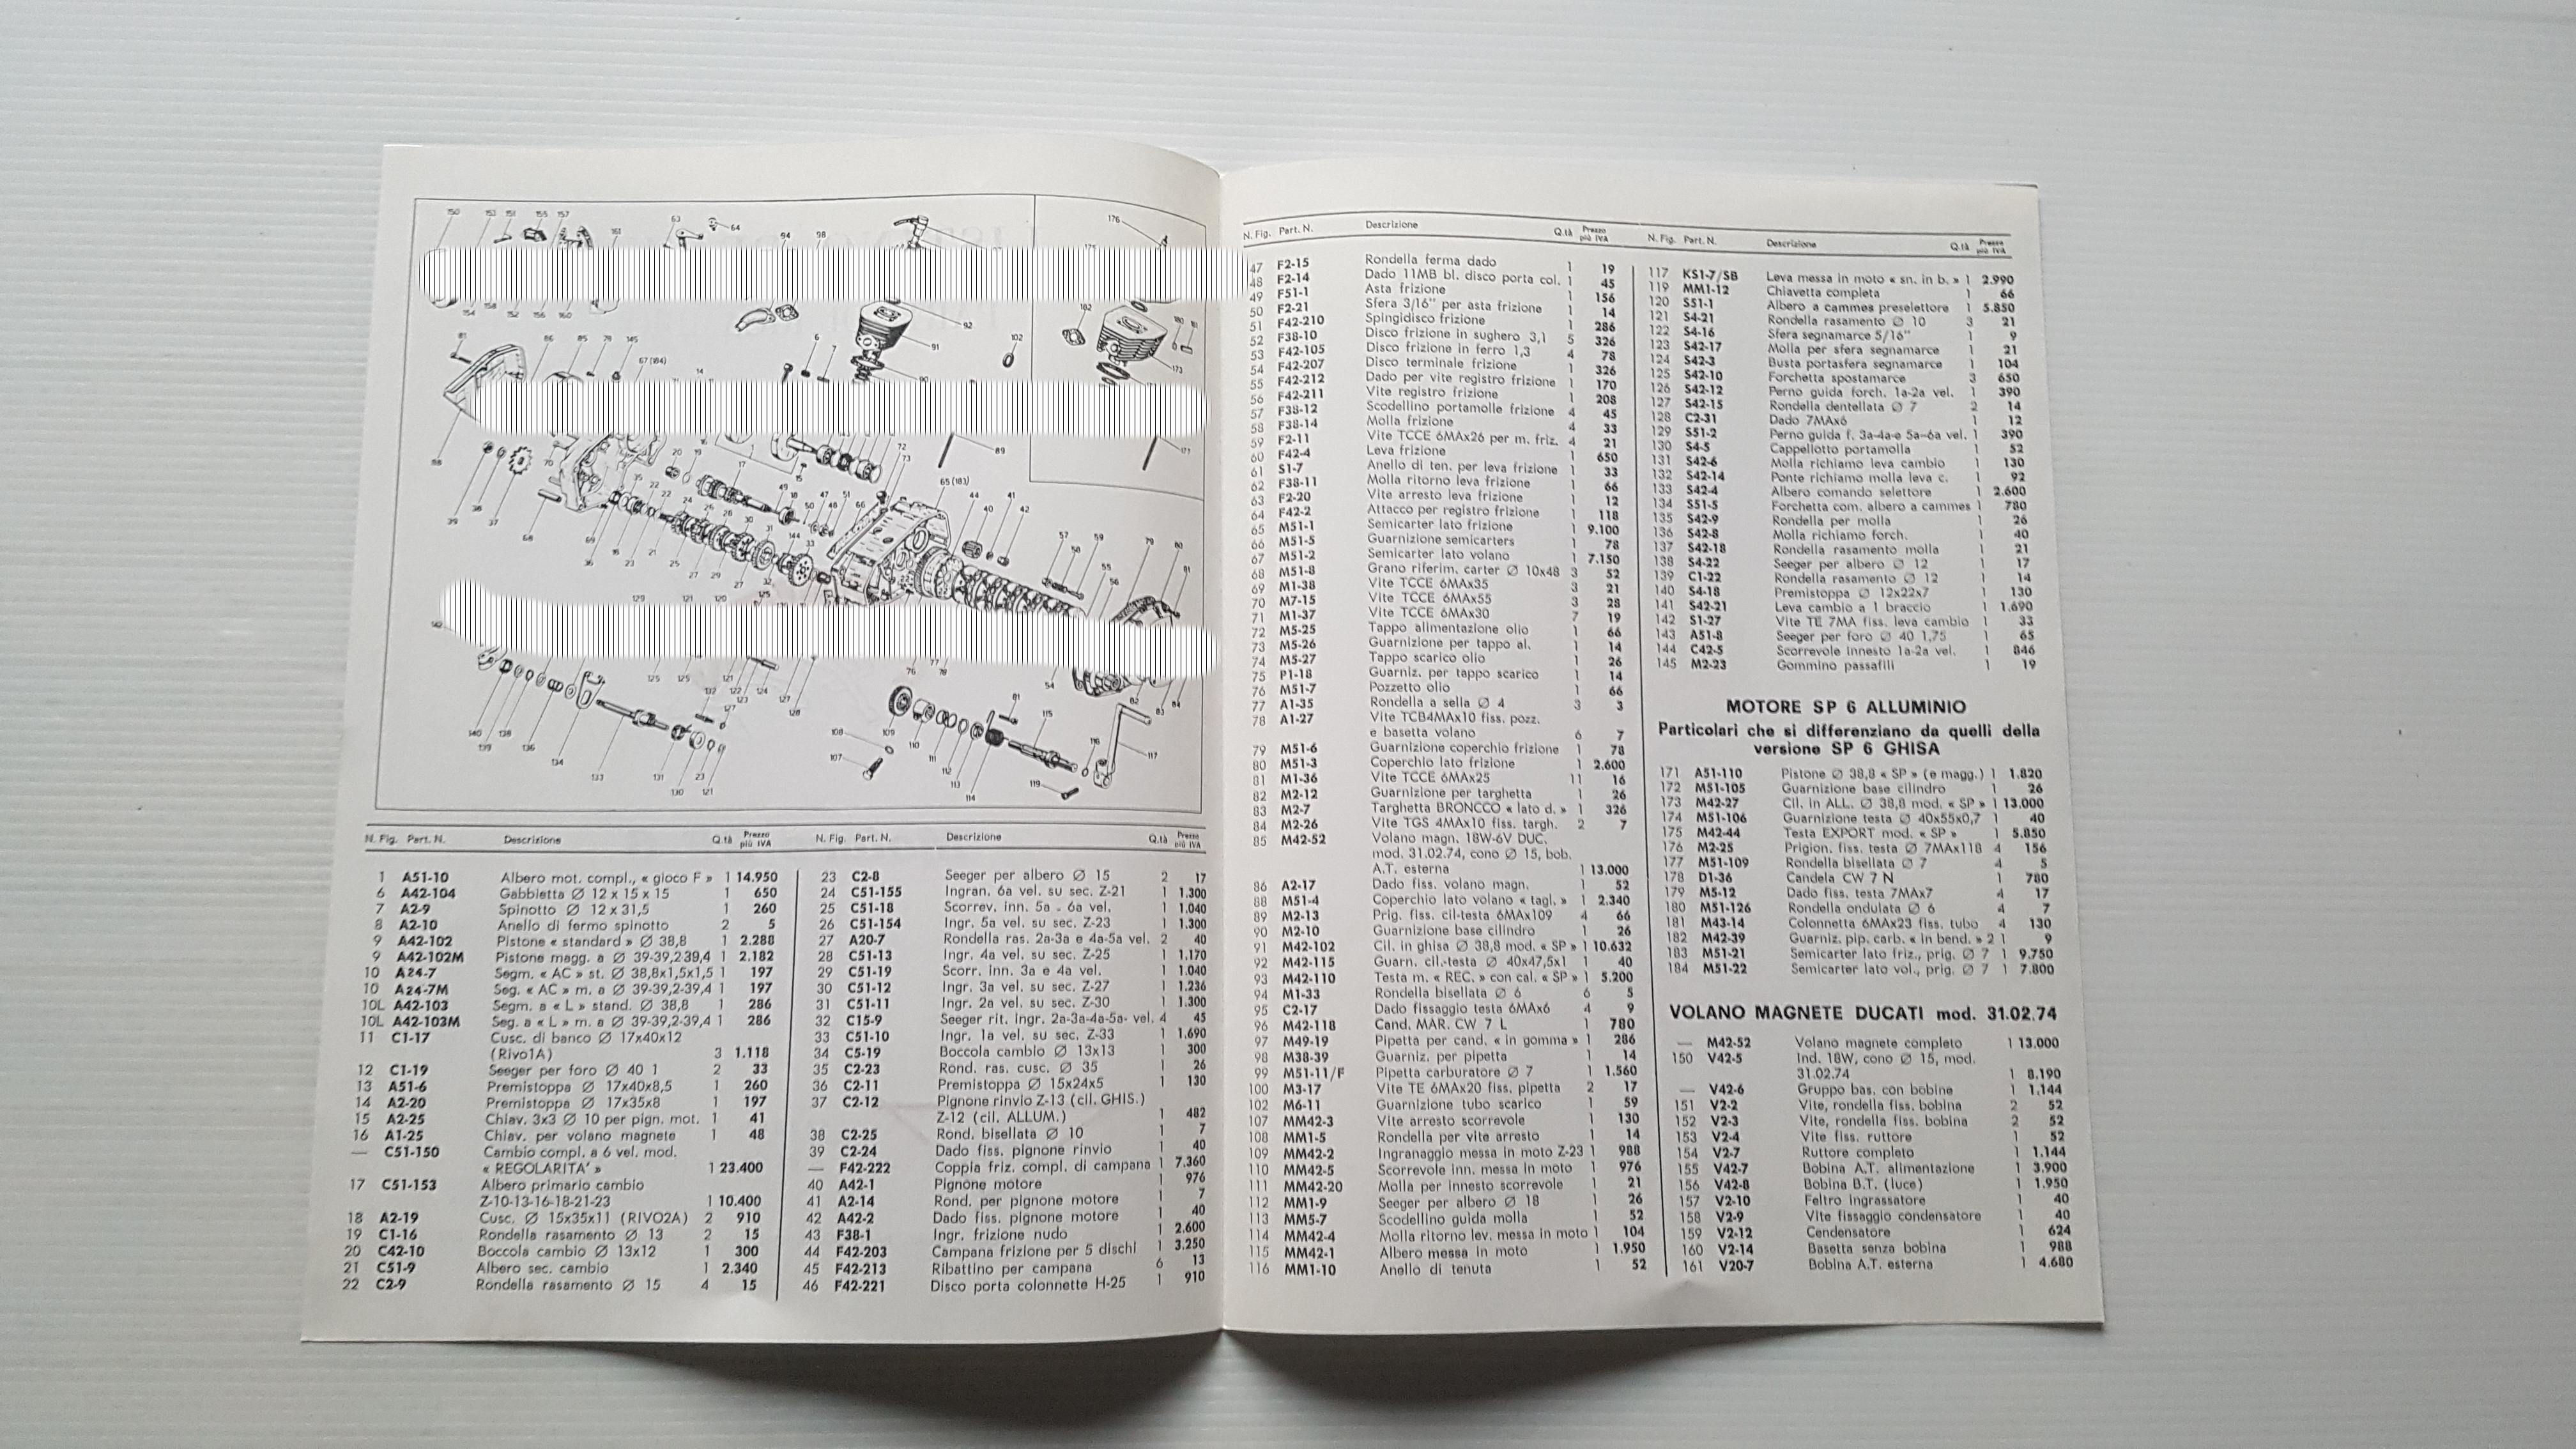 N. Fig. Part. N. Descrizione Q.tà Prezzo più IVA
1 A51-10 Albero mot. compl., « gioco F » 1 14.950
6 A42-104 Gabbietta ∅ 12 x 15 x 15 1 650
7 A2-9 Spinotto ∅ 12 x 31,5 1 260
8 A2-10 Anello di fermo spinotto 2 5
9 A42-102 Pistone « standard » ∅ 38,8 1 2.288
9 A42-102M Pistone magg. a ∅ 39-39,2 39,4 1 2.182
10 A24-7 Segm. « AC » st. ∅ 38,8x1,5x1,5 1 197
10 A24-7M Seg. « AC » m. a ∅ 39-39,2-39,4 1 197
10L A42-103 Segm. a « L » stand. ∅ 38,8 1 286
10L A42-103M Seg. a « L » m. a ∅ 39-39,2-39,4 1 286
11 C1-17 Cusc. di banco ∅ 17x40x12
(Rivo1A) 3 1.118
12 C1-19 Seeger per foro ∅ 40 1 2 33
13 A51-6 Premistoppa ∅ 17x40x8,5 1 260
14 A2-20 Premistoppa ∅ 17x35x8 1 197
15 A2-25 Chiav. 3x3 ∅ 10 per pign. mot. 1 41
16 A1-25 Chiav. per volano magnete 1 48
— C51-150 Cambio compl. a 6 vel. mod.
« REGOLARITA' » 1 23.400
17 C51-153 Albero primario cambio
Z-10-13-16-18-21-23 1 10.400
18 A2-19 Cusc. ∅ 15x35x11 (RIVO2A) 2 910
19 C1-16 Rondella rasamento ∅ 13 2 15
20 C42-10 Boccola cambio ∅ 13x12 1 300
21 C51-9 Albero sec. cambio 1 2.340
22 C2-9 Rondella rasamento ∅ 15 4 15
N. Fig. Part. N. Descrizione Q.tà Prezzo più IVA
23 C2-8 Seeger per albero ∅ 15 2 17
24 C51-155 Ingran. 6a vel. su sec. Z-21 1 1.300
25 C51-18 Scorrev. inn. 5a - 6a vel. 1 1.040
26 C51-154 Ingr. 5a vel. su sec. Z-23 1 1.300
27 A20-7 Rondella ras. 2a-3a e 4a-5a vel. 2 40
28 C51-13 Ingr. 4a vel. su sec. Z-25 1 1.170
29 C51-19 Scorr. inn. 3a e 4a vel. 1 1.040
30 C51-12 Ingr. 3a vel. su sec. Z-27 1 1.236
31 C51-11 Ingr. 2a vel. su sec. Z-30 1 1.300
32 C15-9 Seeger rit. ingr. 2a-3a-4a-5a- vel. 4 45
33 C51-10 Ingr. 1a vel. su sec. Z-33 1 1.690
34 C5-19 Boccola cambio ∅ 13x13 1 300
35 C2-23 Rond. ras. cusc. ∅ 35 1 26
36 C2-11 Premistoppa ∅ 15x24x5 1 130
37 C2-12 Pignone rinvio Z-13 (cil. GHIS.)
Z-12 (cil. ALLUM.) 1 482
38 C2-25 Rond. bisellata ∅ 10 1 7
39 C2-24 Dado fiss. pignone rinvio 1 40
— F42-222 Coppia friz. compl. di campana 1 7.360
40 A42-1 Pignone motore 1 976
41 A2-14 Rond. per pignone motore 1 7
42 A42-2 Dado fiss. pignone motore 1 40
43 F38-1 Ingr. frizione nudo 1 2.600
44 F42-203 Campana frizione per 5 dischi 1 3.250
45 F42-213 Ribattino per campana 6 13
46 F42-221 Disco porta colonnette H-25 1 910
N. Fig. Part. N. Descrizione Q.tà Prezzo più IVA
47 F2-15 Rondella ferma dado 1 19
48 F2-14 Dado 11MB bl. disco porta col. 1 45
49 F51-1 Asta frizione 1 156
50 F2-21 Sfera 3/16" per asta frizione 1 14
51 F42-210 Spingidisco frizione 1 286
52 F38-10 Disco frizione in sughero 3,1 5 326
53 F42-105 Disco frizione in ferro 1,3 4 78
54 F42-207 Disco terminale frizione 1 326
55 F42-212 Dado per vite registro frizione 1 170
56 F42-211 Vite registro frizione 1 208
57 F38-12 Scodellino portamolle frizione 4 45
58 F38-14 Molla frizione 4 33
59 F2-11 Vite TCCE 6MAx26 per m. friz. 4 21
60 F42-4 Leva frizione 1 650
61 S1-7 Anello di ten. per leva frizione 1 33
62 F38-11 Molla ritorno leva frizione 1 66
63 F2-20 Vite arresto leva frizione 1 12
64 F42-2 Attacco per registro frizione 1 118
65 M51-1 Semicarter lato frizione 1 9.100
66 M51-5 Guarnizione semicarters 1 78
67 M51-2 Semicarter lato volano 1 7.150
68 M51-8 Grano riferim. carter ∅ 10x48 3 52
69 M1-38 Vite TCCE 6MAx35 3 21
70 M7-15 Vite TCCE 6MAx55 3 28
71 M1-37 Vite TCCE 6MAx30 7 19
72 M5-25 Tappo alimentazione olio 1 66
73 M5-26 Guarnizione per tappo al. 1 14
74 M5-27 Tappo scarico olio 1 26
75 P1-18 Guarniz. per tappo scarico 1 14
76 M51-7 Pozzetto olio 1 66
77 A1-35 Rondella a sella ∅ 4 3 3
78 A1-27 Vite TCB4MAx10 fiss. pozz.
e basetta volano 6 7
79 M51-6 Guarnizione coperchio frizione 1 78
80 M51-3 Coperchio lato frizione 1 2.600
81 M1-36 Vite TCCE 6MAx25 11 16
82 M2-12 Guarnizione per targhetta 1 26
83 M2-7 Targhetta BRONCCO « lato d. » 1 326
84 M2-26 Vite TGS 4MAx10 fiss. targh. 2 7
85 M42-52 Volano magn. 18W-6V DUC.
mod. 31.02.74, cono ∅ 15, bob.
A.T. esterna 1 13.000
86 A2-17 Dado fiss. volano magn. 1 52
88 M51-4 Coperchio lato volano « tagl. » 1 2.340
89 M2-13 Prig. fiss. cil-testa 6MAx109 4 66
90 M2-10 Guarnizione base cilindro 1 26
91 M42-102 Cil. in ghisa ∅ 38,8 mod. « SP » 1 10.632
92 M42-115 Guarn. cil.-testa ∅ 40x47,5x1 1 40
93 M42-110 Testa m. « REC. » con cal. « SP » 1 5.200
94 M1-33 Rondella bisellata ∅ 6 6 5
95 C2-17 Dado fissaggio testa 6MAx6 4 9
96 M42-118 Cand. MAR. CW 7 L 1 780
97 M49-19 Pipetta per cand. « in gomma » 1 286
98 M38-39 Guarniz. per pipetta 1 14
99 M51-11/F Pipetta carburatore ∅ 7 1 1.560
100 M3-17 Vite TE 6MAx20 fiss. pipetta 2 17
102 M6-11 Guarnizione tubo scarico 1 59
107 MM42-3 Vite arresto scorrevole 1 130
108 MM1-5 Rondella per vite arresto 1 14
109 MM42-2 Ingranaggio messa in moto Z-23 1 988
110 MM42-5 Scorrevole inn. messa in moto 1 976
111 MM42-20 Molla per innesto scorrevole 1 21
112 MM1-9 Seeger per albero ∅ 18 1 26
113 MM5-7 Scodellino guida molla 1 52
114 MM42-4 Molla ritorno lev. messa in moto 1 104
115 MM42-1 Albero messa in moto 1 1.950
116 MM1-10 Anello di tenuta 1 52
N. Fig. Part. N. Descrizione Q.tà Prezzo più IVA
117 KS1-7/SB Leva messa in moto « sn. in b. » 1 2.990
119 MM1-12 Chiavetta completa 1 66
120 S51-1 Albero a cammes preselettore 1 5.850
121 S4-21 Rondella rasamento ∅ 10 3 21
122 S4-16 Sfera segnamarce 5/16" 1 9
123 S42-17 Molla per sfera segnamarce 1 21
124 S42-3 Busta portasfera segnamarce 1 104
125 S42-10 Forchetta spostamarce 3 650
126 S42-12 Perno guida forch. 1a-2a vel. 1 390
127 S42-15 Rondella dentellata ∅ 7 2 14
128 C2-31 Dado 7MAx6 1 12
129 S51-2 Perno guida f. 3a-4a-e 5a-6a vel. 1 390
130 S4-5 Cappellotto portamolla 1 52
131 S42-6 Molla richiamo leva cambio 1 130
132 S42-14 Ponte richiamo molla leva c. 1 92
133 S42-4 Albero comando selettore 1 2.600
134 S51-5 Forchetta com. albero a cammes 1 780
135 S42-9 Rondella per molla 1 26
136 S42-8 Molla richiamo forch. 1 40
137 S42-18 Rondella rasamento molla 1 21
138 S4-22 Seeger per albero ∅ 12 1 17
139 C1-22 Rondella rasamento ∅ 12 1 14
140 S4-18 Premistoppa ∅ 12x22x7 1 130
141 S42-21 Leva cambio a 1 braccio 1 1.690
142 S1-27 Vite TE 7MA fiss. leva cambio 1 33
143 A51-8 Seeger per foro ∅ 40 1,75 1 65
144 C42-5 Scorrevole innesto 1a-2a vel. 1 846
145 M2-23 Gommino passafili 1 19
MOTORE SP 6 ALLUMINIO
Particolari che si differenziano da quelli della
versione SP 6 GHISA
171 A51-110 Pistone ∅ 38,8 « SP » (e magg.) 1 1.820
172 M51-105 Guarnizione base cilindro 1 26
173 M42-27 Cil. in ALL. ∅ 38,8 mod. « SP » 1 13.000
174 M51-106 Guarnizione testa ∅ 40x55x0,7 1 40
175 M42-44 Testa EXPORT mod. « SP » 1 5.850
176 M2-25 Prigion. fiss. testa ∅ 7MAx118 4 156
177 M51-109 Rondella bisellata ∅ 7 4 5
178 D1-36 Candela CW 7 N 1 780
179 M5-12 Dado fiss. testa 7MAx7 4 17
180 M51-126 Rondella ondulata ∅ 6 4 7
181 M43-14 Colonnetta 6MAx23 fiss. tubo 4 130
182 M42-39 Guarniz. pip. carb. « in bend. » 2 1 9
183 M51-21 Semicarter lato friz., prig. ∅ 7 1 9.750
184 M51-22 Semicarter lato vol., prig. ∅ 7 1 7.800
VOLANO MAGNETE DUCATI mod. 31.02.74
— M42-52 Volano magnete completo 1 13.000
150 V42-5 Ind. 18W, cono ∅ 15, mod.
31.02.74 1 8.190
— V42-6 Gruppo bas. con bobine 1 1.144
151 V2-2 Vite, rondella fiss. bobina 2 52
152 V2-3 Vite, rondella fiss. bobina 2 52
153 V2-4 Vite fiss. ruttore 1 52
154 V2-7 Ruttore completo 1 1.144
155 V42-7 Bobina A.T. alimentazione 1 3.900
156 V42-8 Bobina B.T. (luce) 1 1.950
157 V2-10 Feltro ingrassatore 1 40
158 V2-9 Vite fissaggio condensatore 1 40
159 V2-12 Cendensatore 1 624
160 V2-14 Basetta senza bobina 1 988
161 V20-7 Bobina A.T. esterna 1 4.680